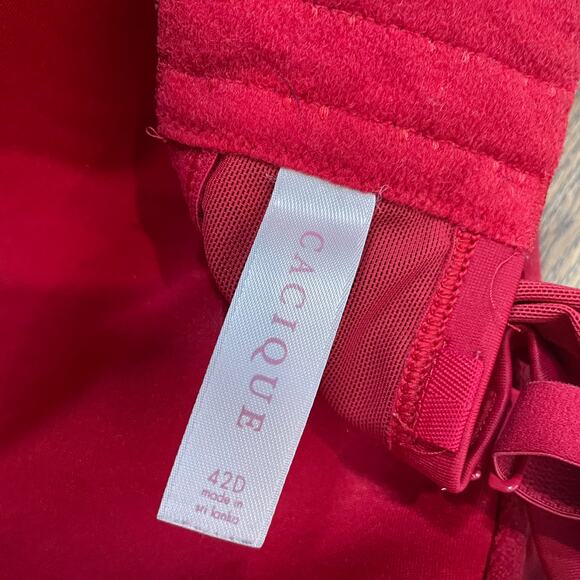 CACIQUE
42D
made in
sri lanka